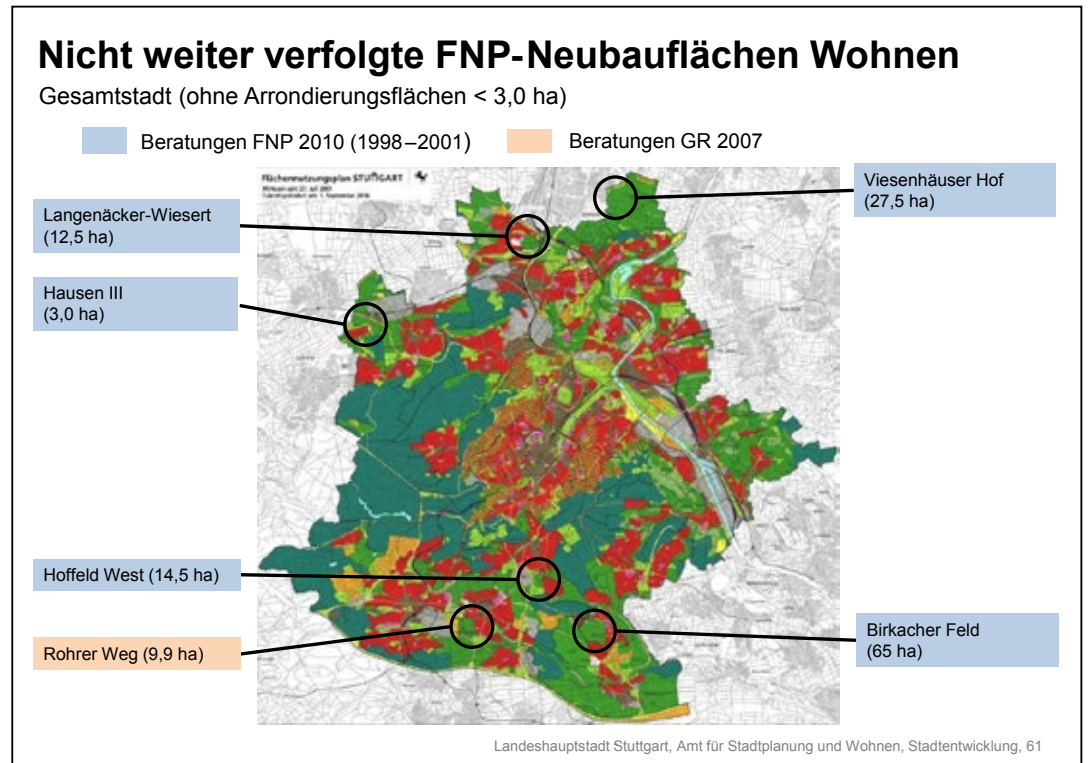 Nicht weiter verfolgte FNP-Neubauflächen Wohnen
Gesamtstadt (ohne Arrondierungsflächen < 3,0 ha)
Beratungen FNP 2010 (1998–2001)
Beratungen GR 2007
Flächennutzungsplan STUTTGART
Viesenhäuser Hof
(27,5 ha)
Langenäcker-Wiesert
(12,5 ha)
Hausen III
(3,0 ha)
Hoffeld West (14,5 ha)
Rohrer Weg (9,9 ha)
Birkacher Feld
(65 ha)
Landeshauptstadt Stuttgart, Amt für Stadtplanung und Wohnen, Stadtentwicklung, 61